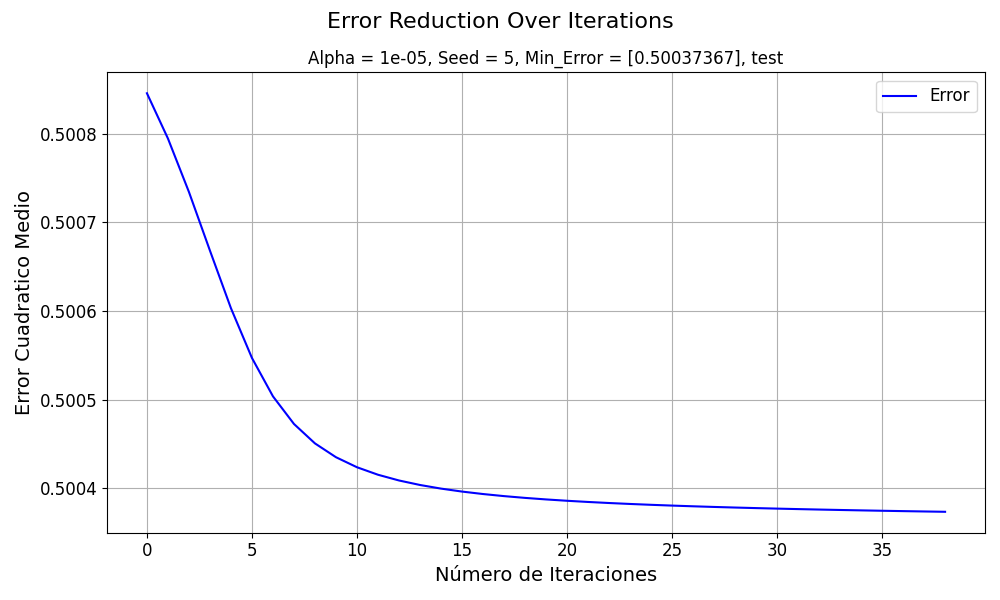 Error Reduction Over Iterations
Alpha = 1e-05, Seed = 5, Min_Error = [0.50037367], test
Error
0.5008
0.5007
0.5006
0.5005
0.5004
Error Cuadratico Medio
0 5 10 15 20 25 30 35
Número de Iteraciones